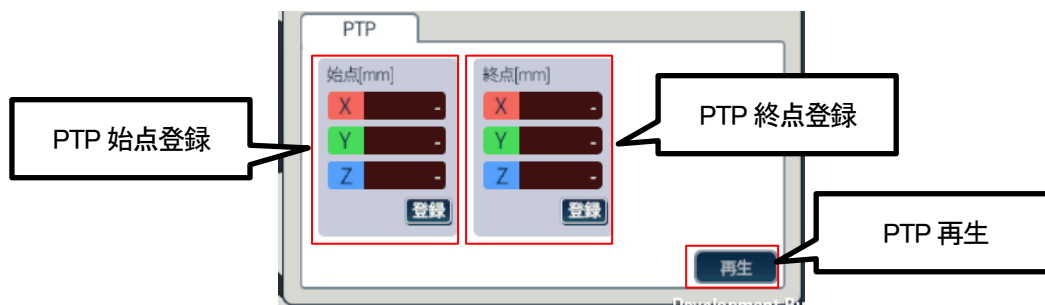 PTP
始点[mm]
X -
Y -
Z -
登録
終点[mm]
X -
Y -
Z -
登録
再生
PTP 始点登録
PTP 終点登録
PTP 再生